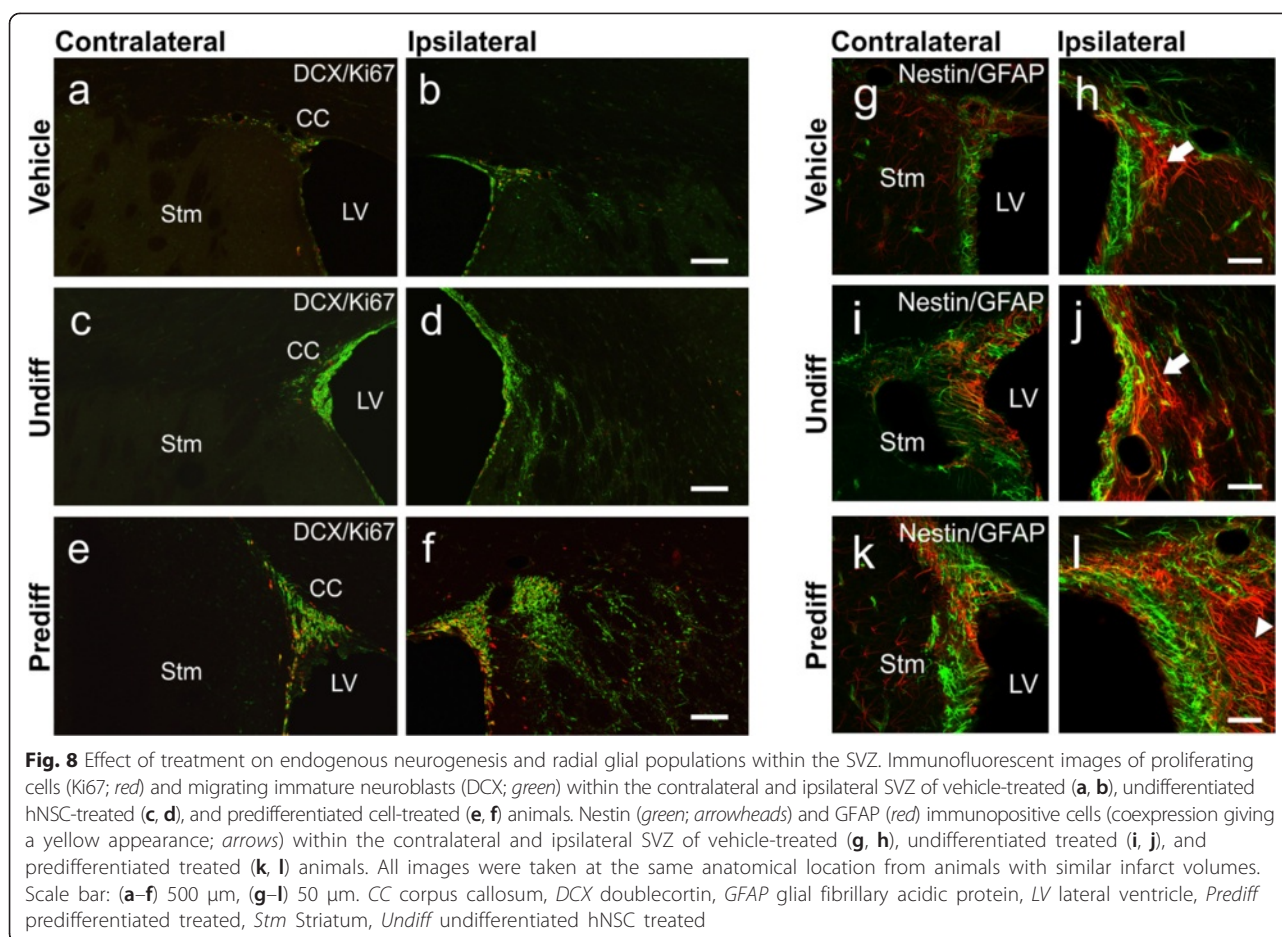 Contralateral Ipsilateral
Contralateral Ipsilateral
Vehicle
a
DCX/Ki67
CC
Stm
LV
b
g
Nestin/GFAP
Stm
LV
h
Undiff
c
DCX/Ki67
CC
Stm
LV
d
Undiff
i
Nestin/GFAP
Stm
LV
j
Prediff
e
DCX/Ki67
CC
Stm
LV
f
Prediff
k
Nestin/GFAP
Stm
LV
l
Vehicle
Fig. 8 Effect of treatment on endogenous neurogenesis and radial glial populations within the SVZ. Immunofluorescent images of proliferating
cells (Ki67; red) and migrating immature neuroblasts (DCX; green) within the contralateral and ipsilateral SVZ of vehicle-treated (a, b), undifferentiated
hNSC-treated (c, d), and predifferentiated cell-treated (e, f) animals. Nestin (green; arrowheads) and GFAP (red) immunopositive cells (coexpression giving
a yellow appearance; arrows) within the contralateral and ipsilateral SVZ of vehicle-treated (g, h), undifferentiated treated (i, j), and
predifferentiated treated (k, l) animals. All images were taken at the same anatomical location from animals with similar infarct volumes.
Scale bar: (a–f) 500 μm, (g–l) 50 μm. CC corpus callosum, DCX doublecortin, GFAP glial fibrillary acidic protein, LV lateral ventricle, Prediff
predifferentiated treated, Stm Striatum, Undiff undifferentiated hNSC treated